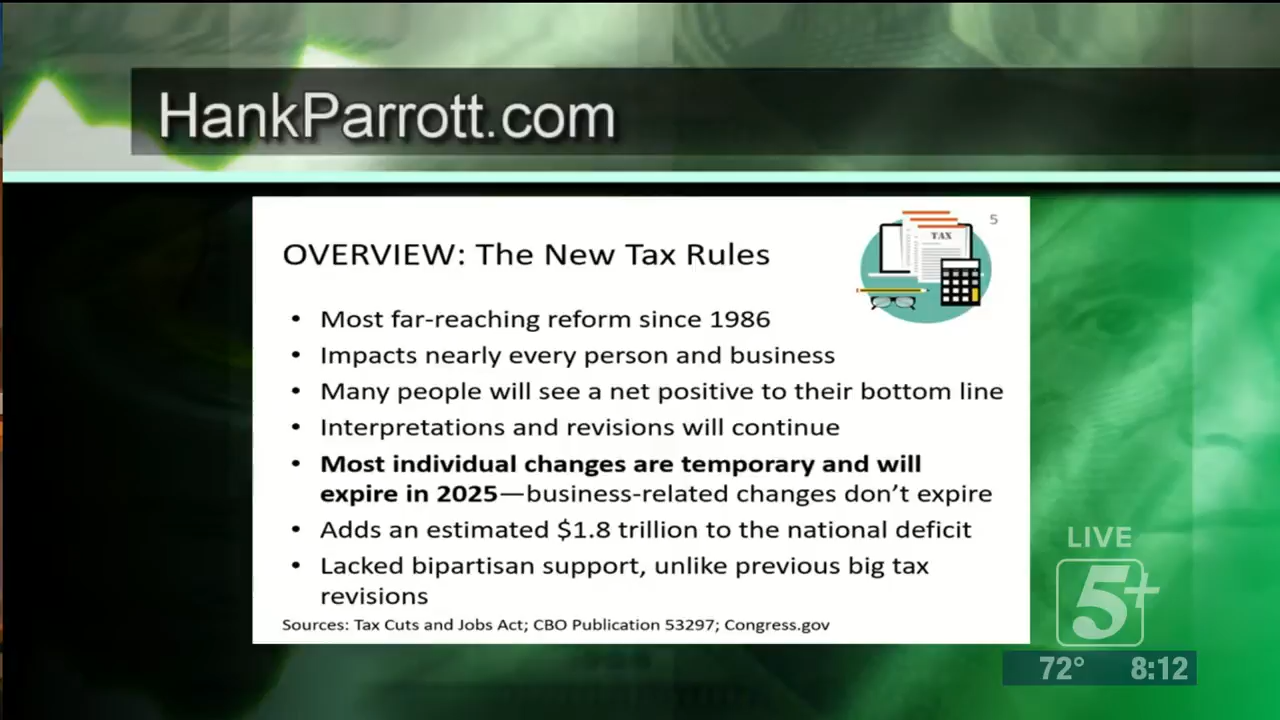 HankParrott.com
5
TAX
OVERVIEW: The New Tax Rules
• Most far-reaching reform since 1986
• Impacts nearly every person and business
• Many people will see a net positive to their bottom line
• Interpretations and revisions will continue
• Most individual changes are temporary and will
expire in 2025—business-related changes don’t expire
• Adds an estimated $1.8 trillion to the national deficit
• Lacked bipartisan support, unlike previous big tax
revisions
Sources: Tax Cuts and Jobs Act; CBO Publication 53297; Congress.gov
LIVE
5+
72° 8:12